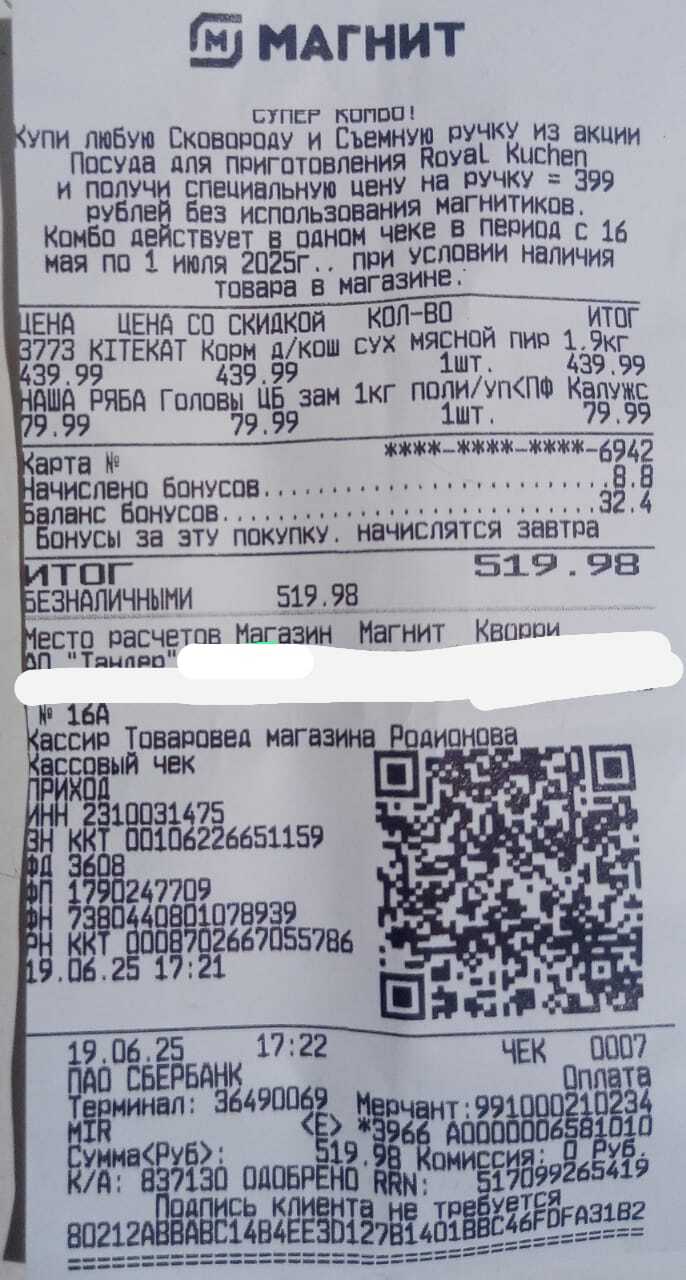 МАГНИТ
СУПЕР КОМБО!
Купи любую Сковороду и Съемную ручку из акции
Посуда для приготовления Royal Kuchen
и получи специальную цену на ручку = 399
рублей без использования магнитиков.
Комбо действует в одном чеке в период с 16
мая по 1 июля 2025г.. при условии наличия
товара в магазине.
ЦЕНА ЦЕНА СО СКИДКОЙ КОЛ-ВО ИТОГ
3773 KITEKAT Корм д/кош сух мясной пир 1.9кг
439.99 439.99 1шт. 439.99
НАША РЯБА Головы ЦБ зам 1кг поли/уп<ПФ Калужс
79.99 79.99 1шт. 79.99
Карта № ****-****-****-6942
Начислено бонусов..............................8.8
Баланс бонусов................................32.4
Бонусы за эту покупку. начислятся завтра
ИТОГ 519.98
БЕЗНАЛИЧНЫМИ 519.98
Место расчетов Магазин Магнит Кворри
АО "Тандер"
№ 16А
Кассир Товаровед магазина Родионова
Кассовый чек
ПРИХОД
ИНН 2310031475
ЗН ККТ 00106226651159
ФД 3608
ФП 1790247709
ФН 7380440801078939
РН ККТ 0008702667055786
19.06.25 17:21
19.06.25 17:22 ЧЕК 0007
ПАО СБЕРБАНК Оплата
Терминал: 36490069 Мерчант:991000210234
MIR <E> *3966 A0000006581010
Сумма<Руб>: 519.98 Комиссия: 0 Руб.
К/А: 837130 ОДОБРЕНО RRN: 517099265419
Подпись клиента не требуется
80212ABBABC14B4EE3D127B1401BBC46FDFA31B2
========================================